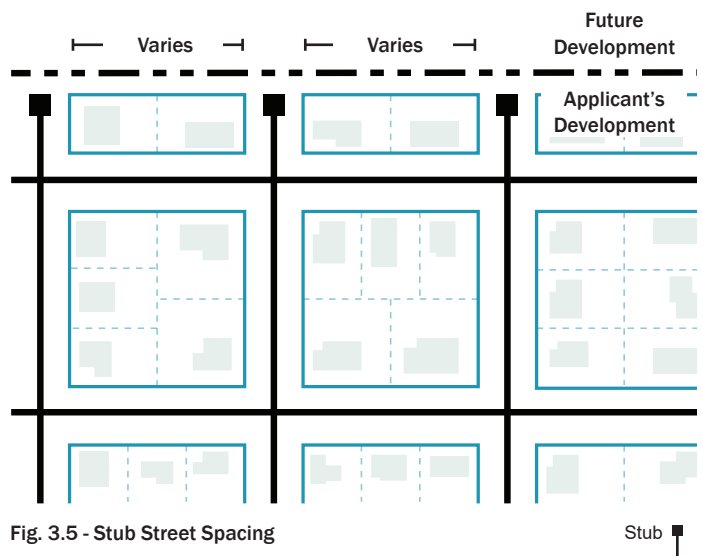 Varies
Varies
Future
Development
Applicant's
Development
Fig. 3.5 - Stub Street Spacing
Stub